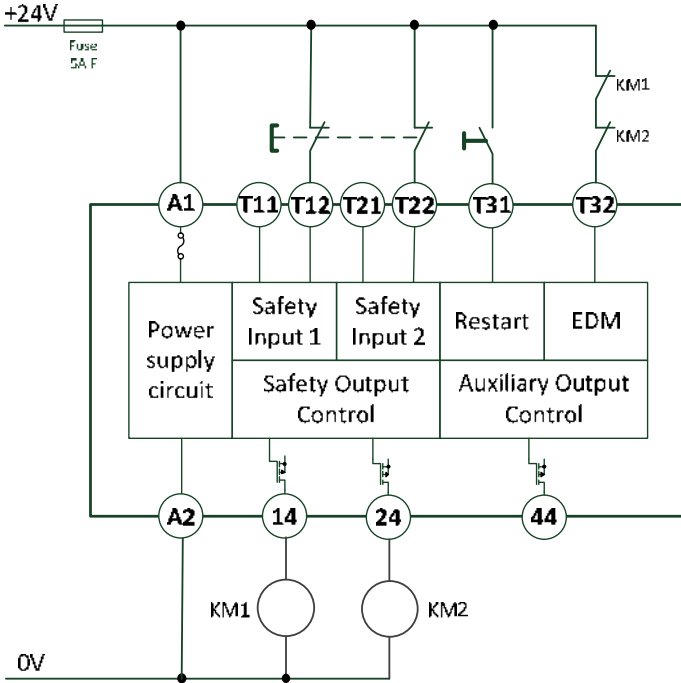 +24V
Fuse
5A F
KM1
KM2
A1
T11
T12
T21
T22
T31
T32
Power
supply
circuit
Safety
Input 1
Safety
Input 2
Restart
EDM
Safety Output
Control
Auxiliary Output
Control
A2
14
24
44
KM1
KM2
0V